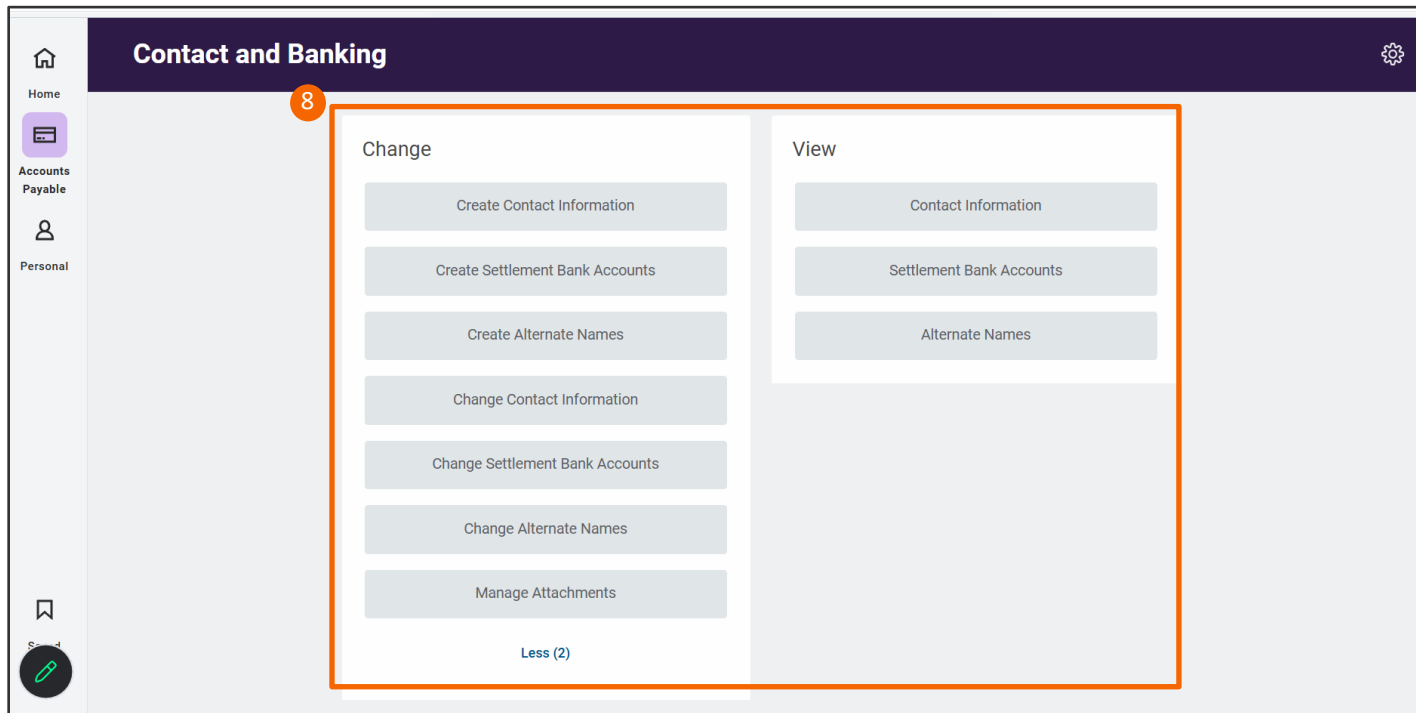 Contact and Banking
Home
Accounts
Payable
Personal
8
Change
Create Contact Information
Create Settlement Bank Accounts
Create Alternate Names
Change Contact Information
Change Settlement Bank Accounts
Change Alternate Names
Manage Attachments
Less (2)
View
Contact Information
Settlement Bank Accounts
Alternate Names